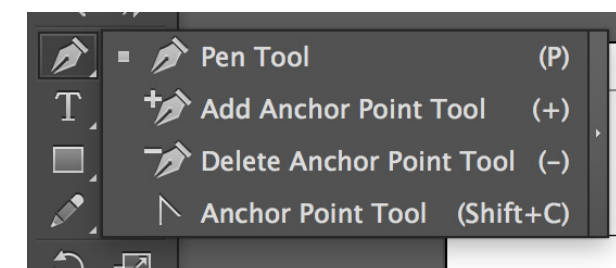 Pen Tool (P)
Add Anchor Point Tool (+)
Delete Anchor Point Tool (-)
Anchor Point Tool (Shift+C)